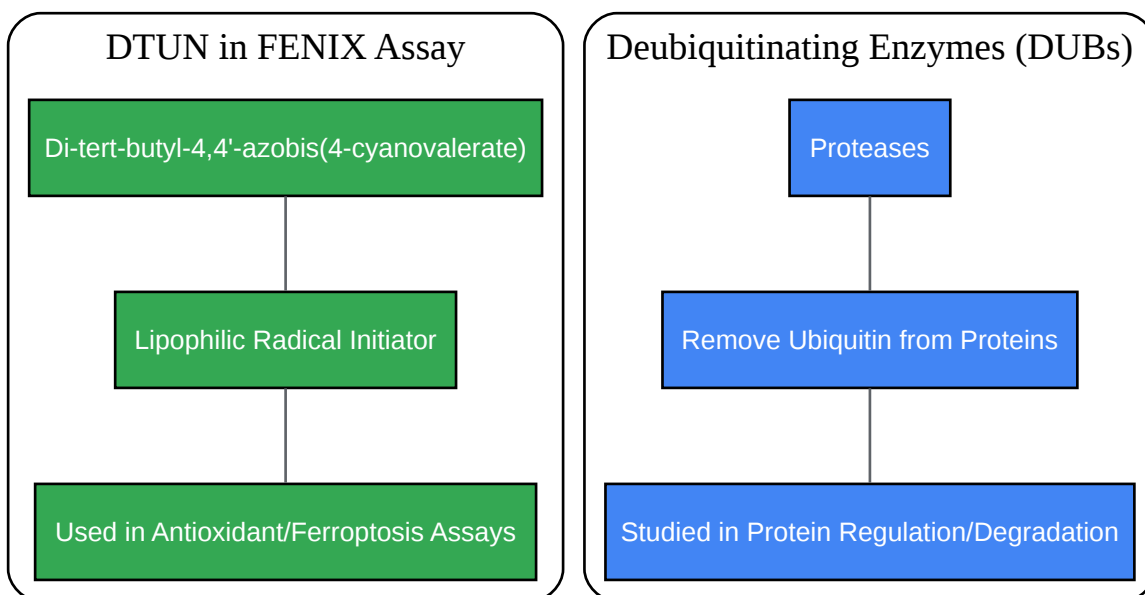 DTUN in FENIX Assay
Di-tert-butyl-4,4'-azobis(4-cyanovalerate)
Lipophilic Radical Initiator
Used in Antioxidant/Ferroptosis Assays
Deubiquitinating Enzymes (DUBs)
Proteases
Remove Ubiquitin from Proteins
Studied in Protein Regulation/Degradation